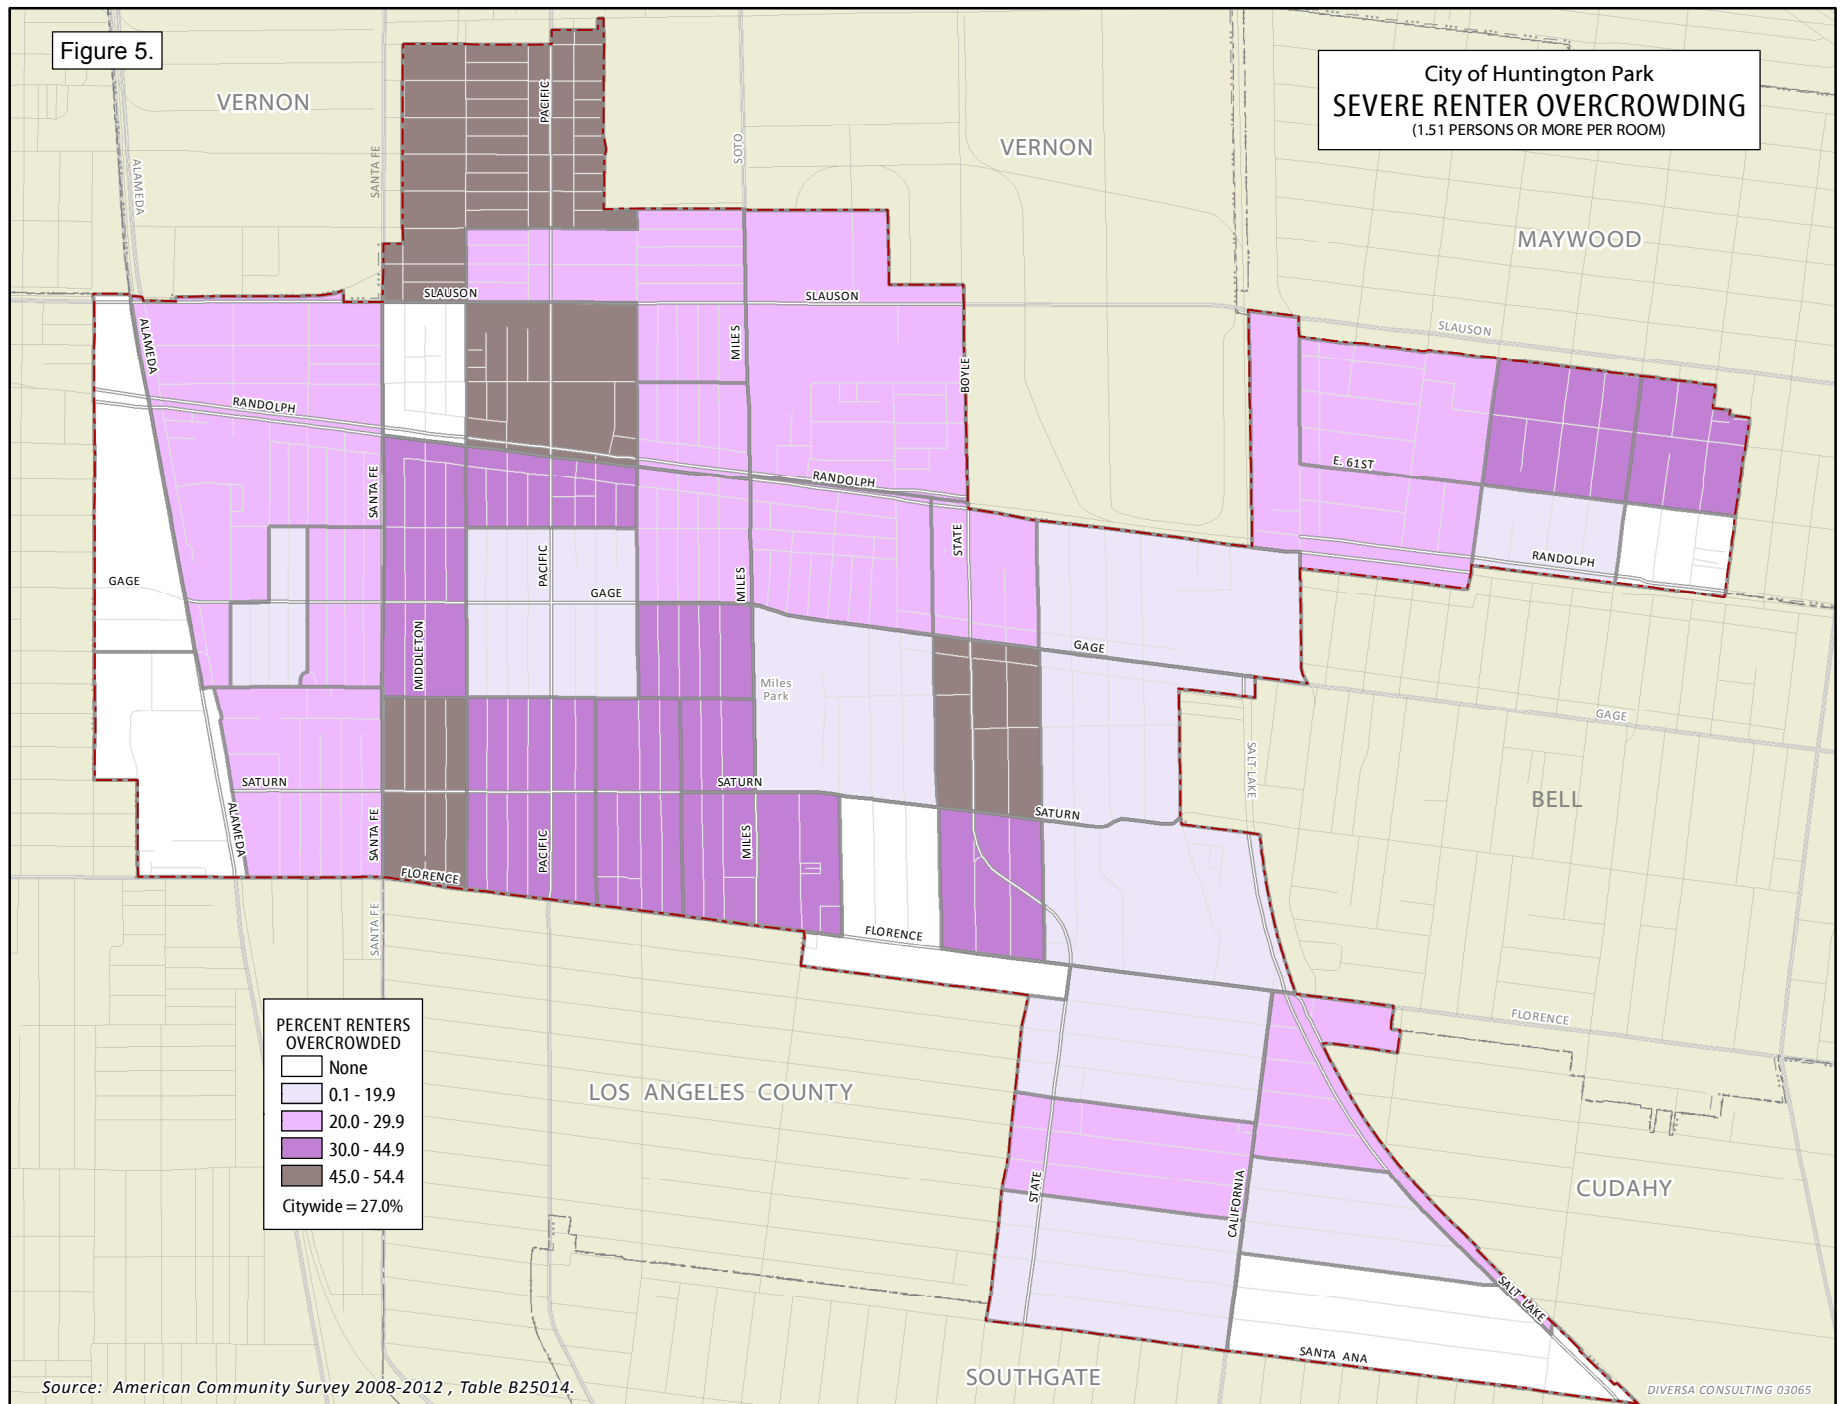 Figure 5.
City of Huntington Park
SEVERE RENTER OVERCROWDING
(1.51 PERSONS OR MORE PER ROOM)
VERNON
VERNON
MAYWOOD
ALAMEDA
SANTA FE
PACIFIC
SOTO
SLAUSON
SLAUSON
SLAUSON
ALAMEDA
MILES
BOYLE
RANDOLPH
E. 61ST
RANDOLPH
SANTA FE
STATE
RANDOLPH
GAGE
PACIFIC
GAGE
MILES
MIDDLETON
GAGE
Miles
Park
GAGE
SALT LAKE
SATURN
SATURN
SATURN
BELL
ALAMEDA
SANTA FE
PACIFIC
MILES
FLORENCE
SANTA FE
FLORENCE
FLORENCE
PERCENT RENTERS
OVERCROWDED
None
0.1 - 19.9
20.0 - 29.9
30.0 - 44.9
45.0 - 54.4
Citywide = 27.0%
LOS ANGELES COUNTY
STATE
CALIFORNIA
CUDAHY
SALT LAKE
SANTA ANA
SOUTHGATE
Source: American Community Survey 2008-2012 , Table B25014.
DIVERSA CONSULTING 03065